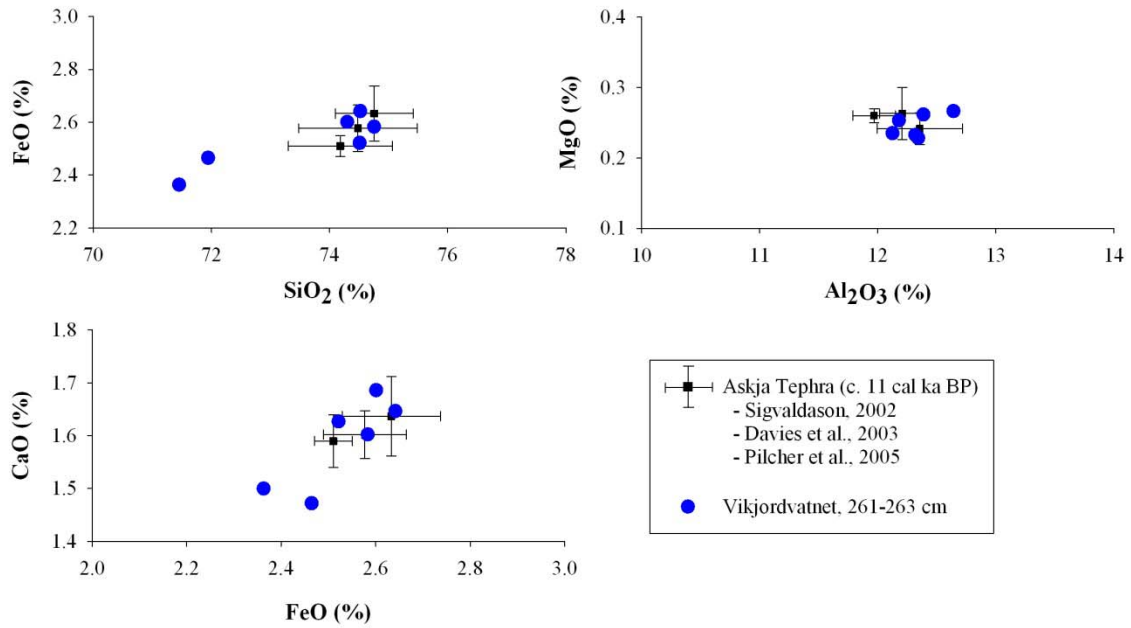 3.0
2.8
2.6
2.4
2.2
FeO (%)
70
72
74
76
78
SiO2 (%)
0.4
0.3
0.2
0.1
MgO (%)
10
11
12
13
14
Al2O3 (%)
1.8
1.7
1.6
1.5
1.4
CaO (%)
2.0
2.2
2.4
2.6
2.8
3.0
FeO (%)
Askja Tephra (c. 11 cal ka BP)
- Sigvaldason, 2002
- Davies et al., 2003
- Pilcher et al., 2005
Vikjordvatnet, 261-263 cm